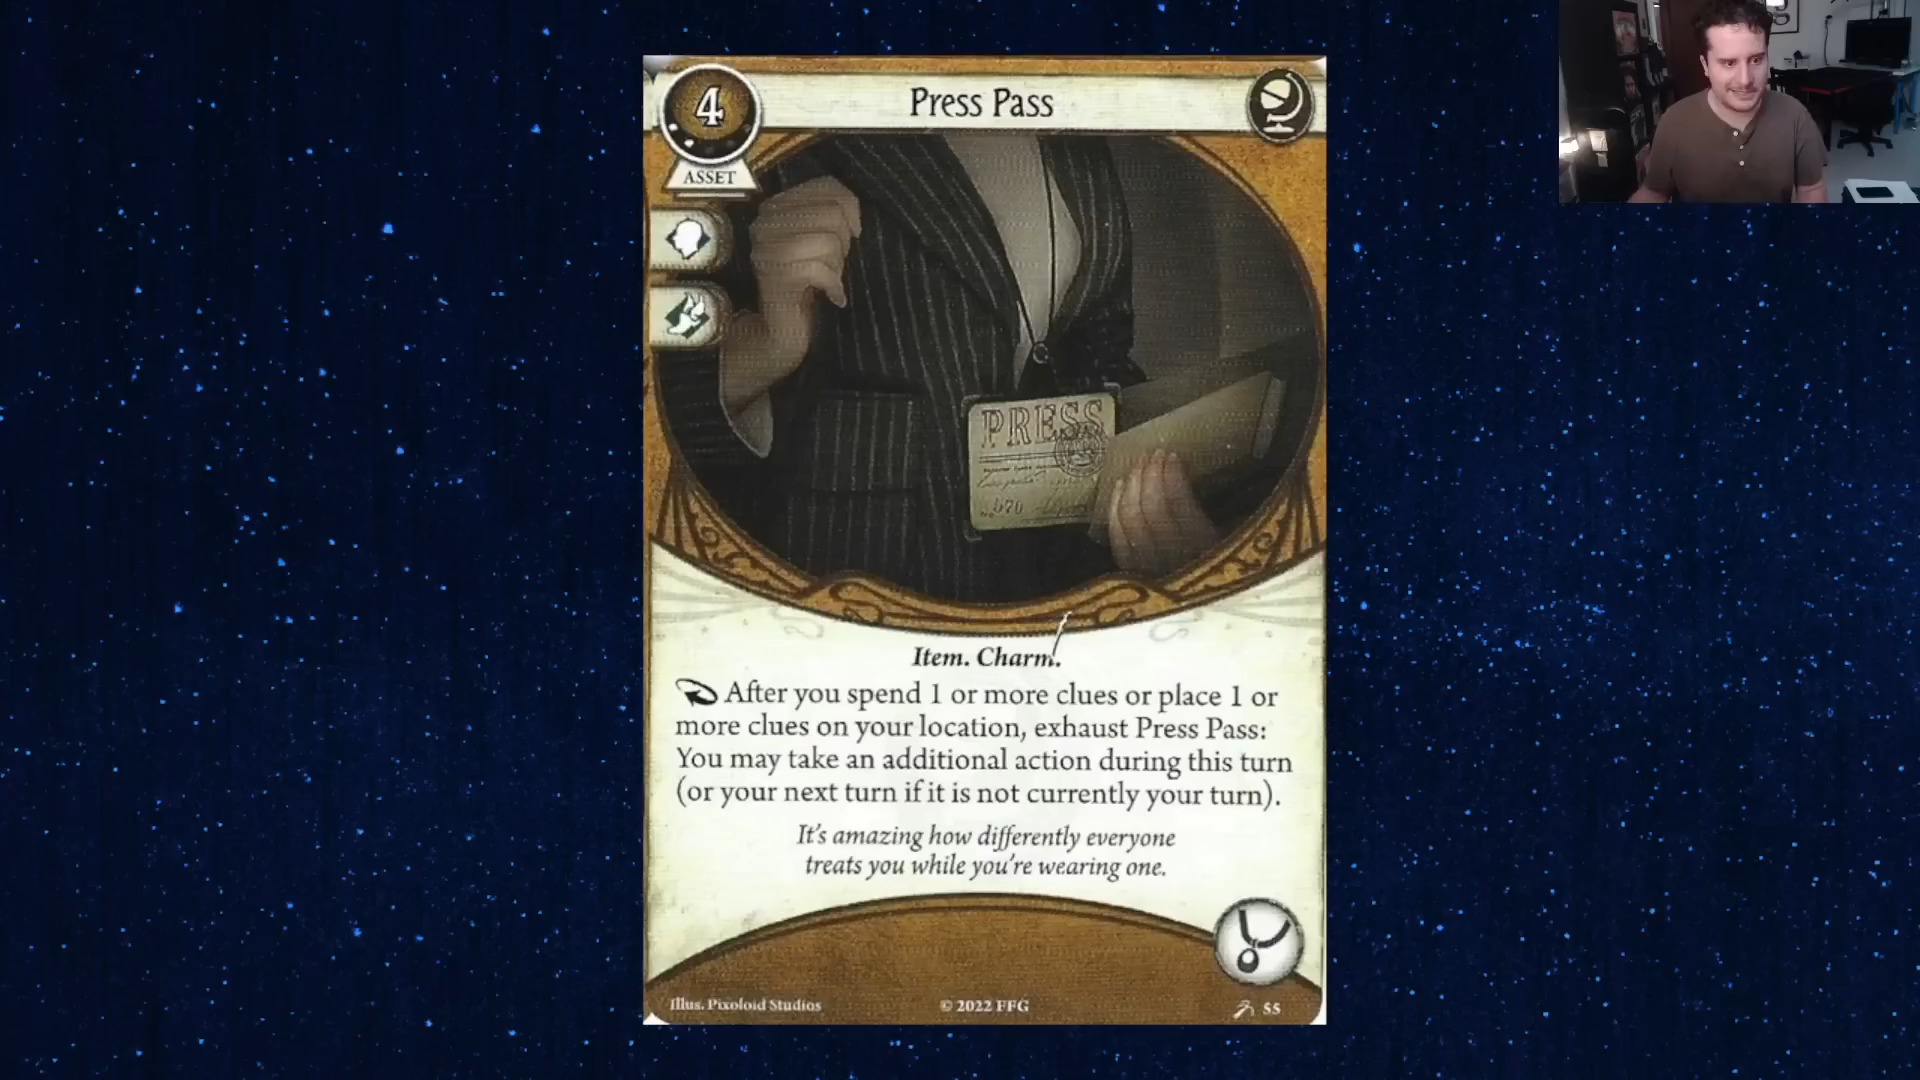 4
Press Pass
ASSET
PRESS
570
Item. Charm.
After you spend 1 or more clues or place 1 or
more clues on your location, exhaust Press Pass:
You may take an additional action during this turn
(or your next turn if it is not currently your turn).
It's amazing how differently everyone
treats you while you're wearing one.
Illus. Pixoloid Studios
© 2022 FFG
55